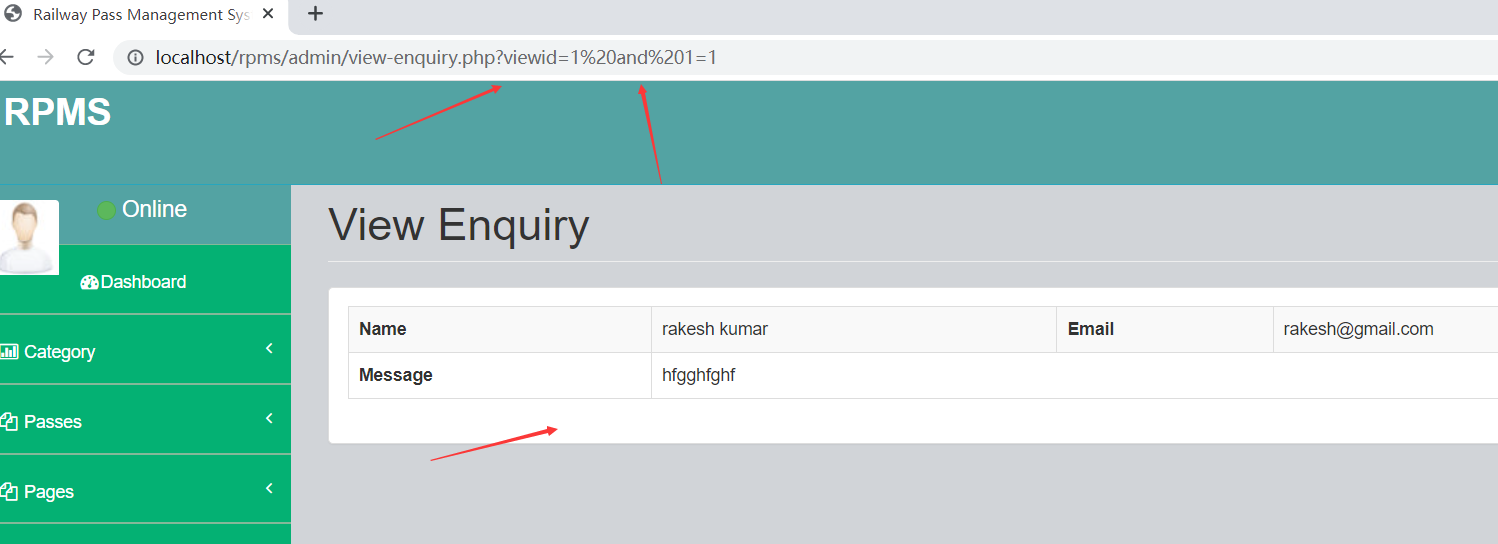 Railway Pass Management Sys
localhost/rpms/admin/view-enquiry.php?viewid=1%20and%201=1
RPMS
Online
Dashboard
Category
Passes
Pages
View Enquiry
Name rakesh kumar Email rakesh@gmail.com
Message hfgghfghf